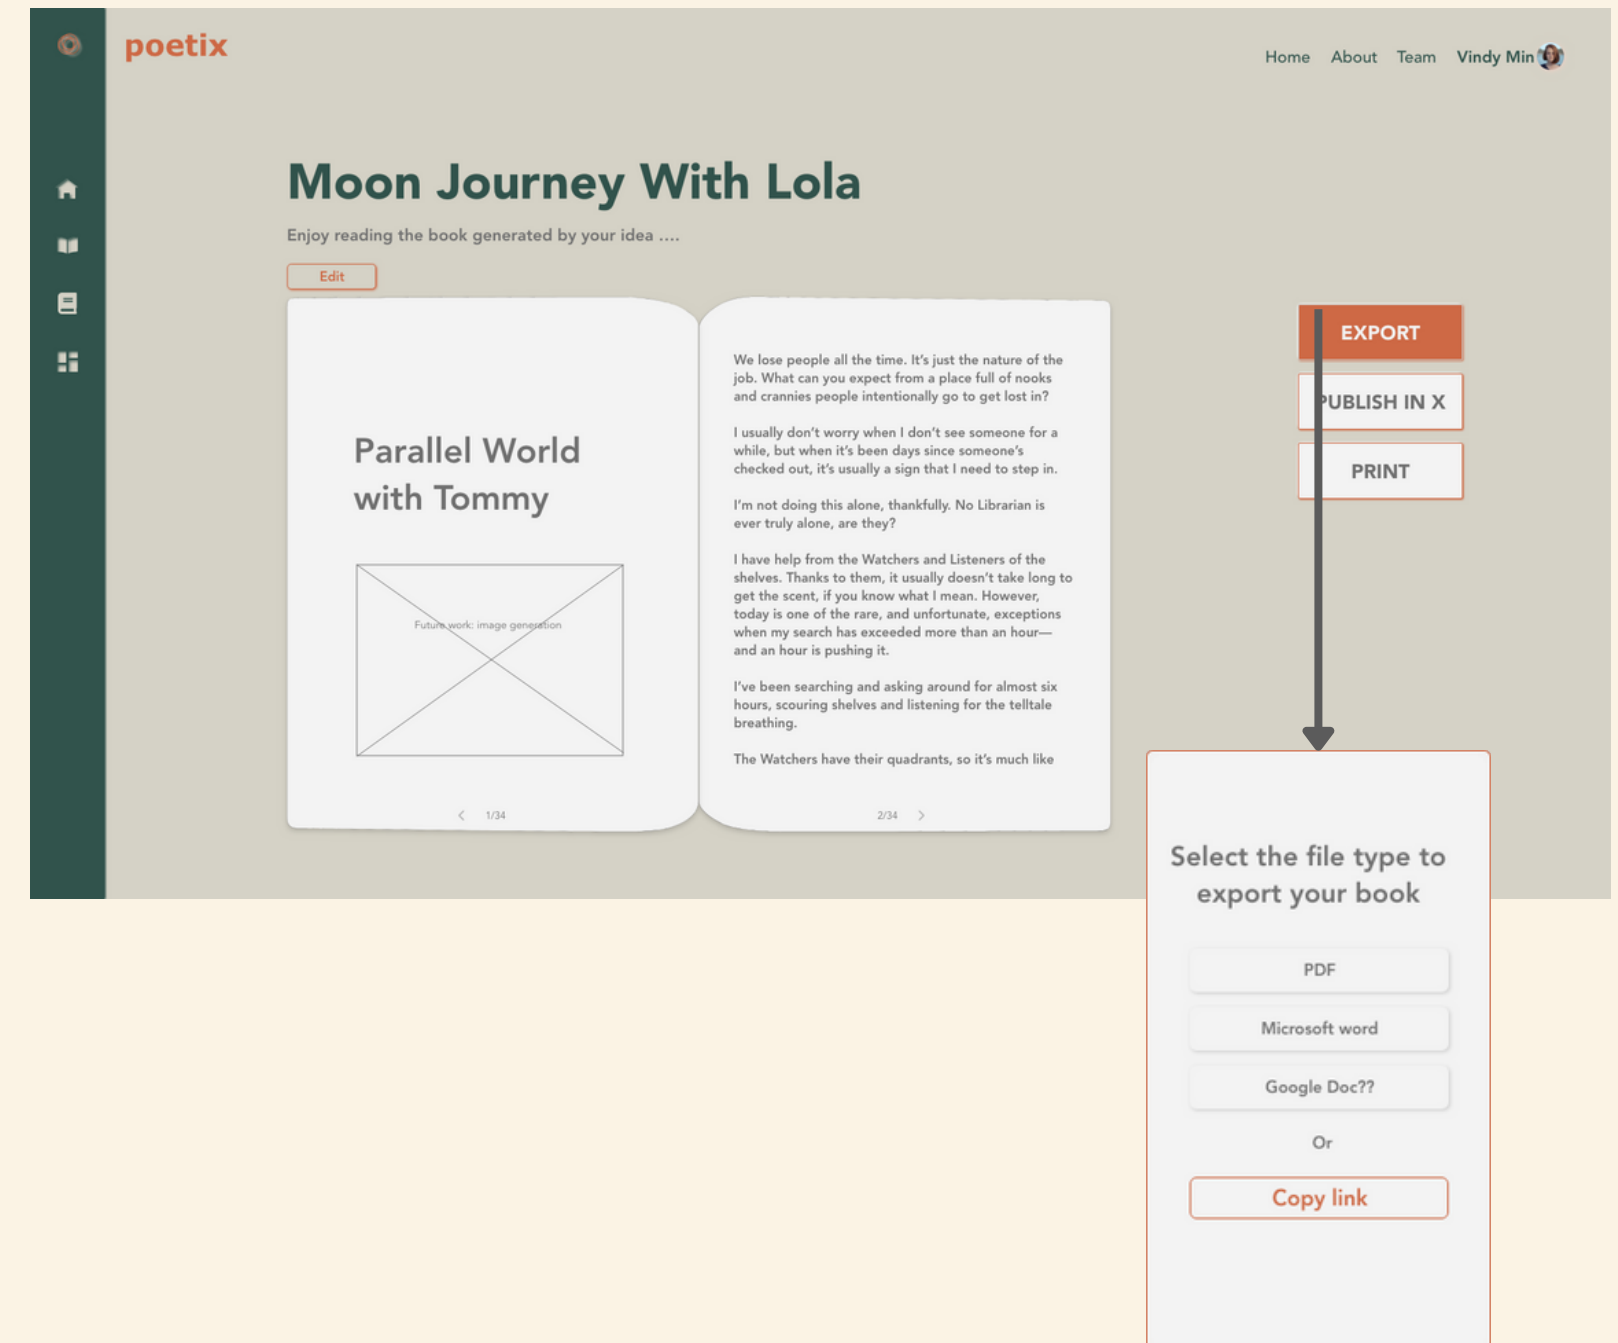 poetix
Home About Team Vindy Min
Moon Journey With Lola
Enjoy reading the book generated by your idea ....
Edit
Parallel World
with Tommy
Future work: image generation
1/34
We lose people all the time. It’s just the nature of the
job. What can you expect from a place full of nooks
and crannies people intentionally go to get lost in?
I usually don’t worry when I don’t see someone for a
while, but when it’s been days since someone’s
checked out, it’s usually a sign that I need to step in.
I’m not doing this alone, thankfully. No Librarian is
ever truly alone, are they?
I have help from the Watchers and Listeners of the
shelves. Thanks to them, it usually doesn’t take long to
get the scent, if you know what I mean. However,
today is one of the rare, and unfortunate, exceptions
when my search has exceeded more than an hour—
and an hour is pushing it.
I’ve been searching and asking around for almost six
hours, scouring shelves and listening for the telltale
breathing.
The Watchers have their quadrants, so it’s much like
2/34
EXPORT
PUBLISH IN X
PRINT
Select the file type to
export your book
PDF
Microsoft word
Google Doc??
Or
Copy link